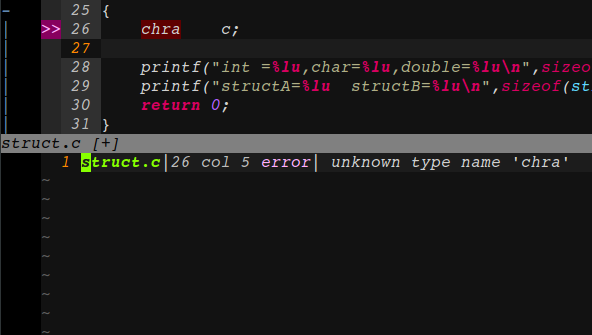 25 {
>> 26 chra c;
27
28 printf("int =%lu,char=%lu,double=%lu\n",sizeo
29 printf("structA=%lu structB=%lu\n",sizeof(st
30 return 0;
31 }
struct.c [+]
1 struct.c|26 col 5 error| unknown type name 'chra'
~
~
~
~
~
~
~
~
~